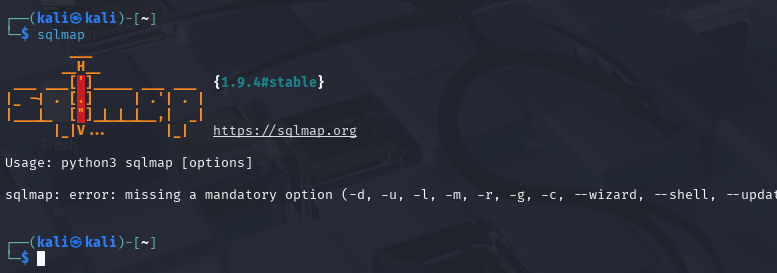 ┌──(kali㉿kali)-[~]
└─$ sqlmap
        ___
       __H__
 ___ ___[']_____ ___ ___  {1.9.4#stable}
|_ -| . [.]     | .'| . |
|___|_  ["]_|_|_|__,|  _|
      |_|V...       |_|   https://sqlmap.org
Trash
Usage: python3 sqlmap [options]
sqlmap: error: missing a mandatory option (-d, -u, -l, -m, -r, -g, -c, --wizard, --shell, --updat
┌──(kali㉿kali)-[~]
└─$